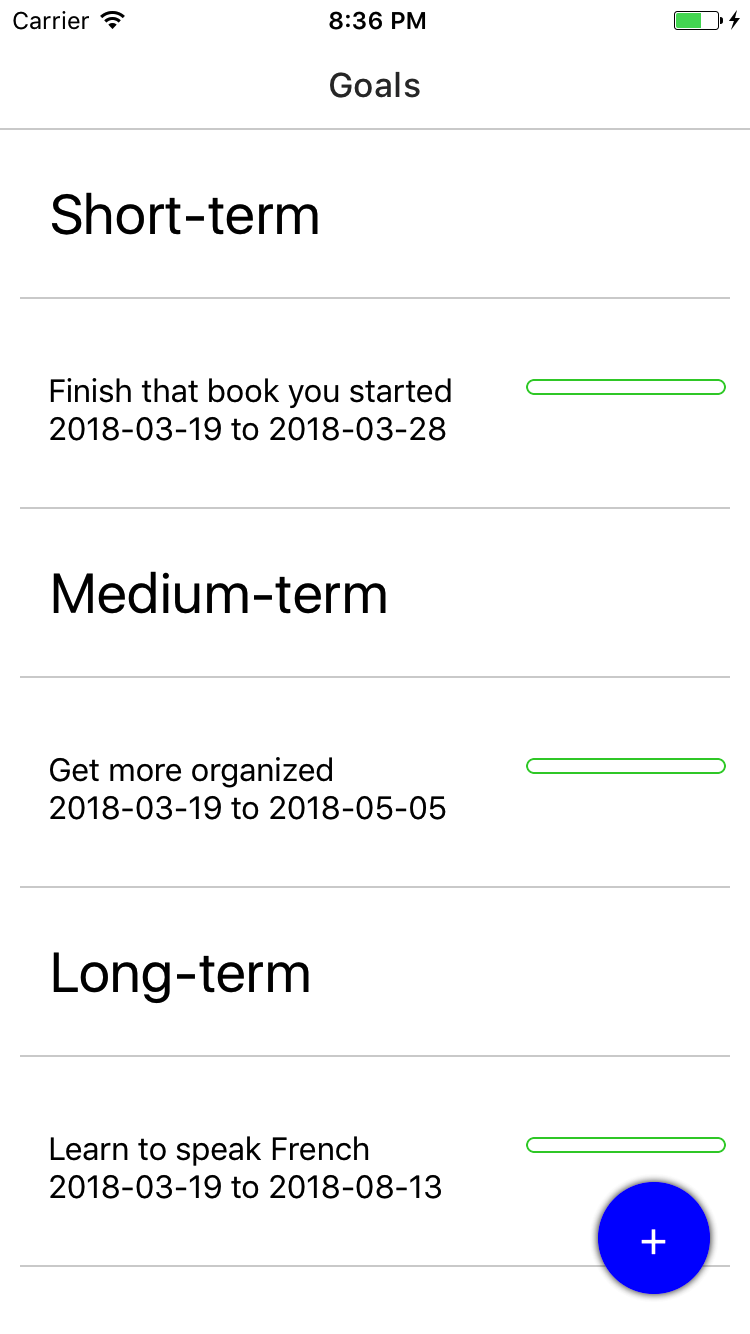 Carrier 8:36 PM
Goals
Short-term
Finish that book you started
2018-03-19 to 2018-03-28
Medium-term
Get more organized
2018-03-19 to 2018-05-05
Long-term
Learn to speak French
2018-03-19 to 2018-08-13
+